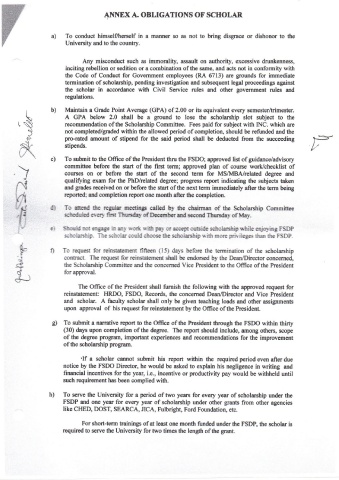 ANNEX A. OBLIGATIONS OF SCHOLAR
a) To conduct himself/herself in a manner so as not to bring disgrace or dishonor to the
University and to the country.
Any misconduct such as immorality, assault on authority, excessive drunkenness,
inciting rebellion or sedition or a combination of the same, and acts not in conformity with
the Code of Conduct for Government employees (RA 6713) are grounds for immediate
termination of scholarship, pending investigation and subsequent legal proceedings against
the scholar in accordance with Civil Service rules and other government rules and
regulations.
b) Maintain a Grade Point Average (GPA) of 2.00 or its equivalent every semester/trimester.
A GPA below 2.0 shall be a ground to lose the scholarship slot subject to the
recommendation of the Scholarship Committee. Fees paid for subject with INC, which are
not completed/graded within the allowed period of completion, should be refunded and the
pro-rated amount of stipend for the said period shall be deducted from the succeeding
stipends.
c) To submit to the Office of the President thru the FSDO; approved list of guidance/advisory
committee before the start of the first term; approved plan of course work/checklist of
courses on or before the start of the second term for MS/MBA/related degree and
qualifying exam for the PhD/related degree; progress report indicating the subjects taken
and grades received on or before the start of the next term immediately after the term being
reported; and completion report one month after the completion.
d) To attend the regular meetings called by the chairman of the Scholarship Committee
scheduled every first Thursday of December and second Thursday of May.
e) Should not engage in any work with pay or accept outside scholarship while enjoying FSDP
scholarship. The scholar could choose the scholarship with more privileges than the FSDP.
f) To request for reinstatement fifteen (15) days before the termination of the scholarship
contract. The request for reinstatement shall be endorsed by the Dean/Director concerned,
the Scholarship Committee and the concerned Vice President to the Office of the President
for approval.
The Office of the President shall furnish the following with the approved request for
reinstatement: HRDO, FSDO, Records, the concerned Dean/Director and Vice President
and scholar. A faculty scholar shall only be given teaching loads and other assignments
upon approval of his request for reinstatement by the Office of the President.
g) To submit a narrative report to the Office of the President through the FSDO within thirty
(30) days upon completion of the degree. The report should include, among others, scope
of the degree program, important experiences and recommendations for the improvement
of the scholarship program.
If a scholar cannot submit his report within the required period even after due
notice by the FSDO Director, he would be asked to explain his negligence in writing and
financial incentives for the year, i.e., incentive or productivity pay would be withheld until
such requirement has been complied with.
h) To serve the University for a period of two years for every year of scholarship under the
FSDP and one year for every year of scholarship under other grants from other agencies
like CHED, DOST, SEARCA, JICA, Fulbright, Ford Foundation, etc.
For short-term trainings of at least one month funded under the FSDP, the scholar is
required to serve the University for two times the length of the grant.